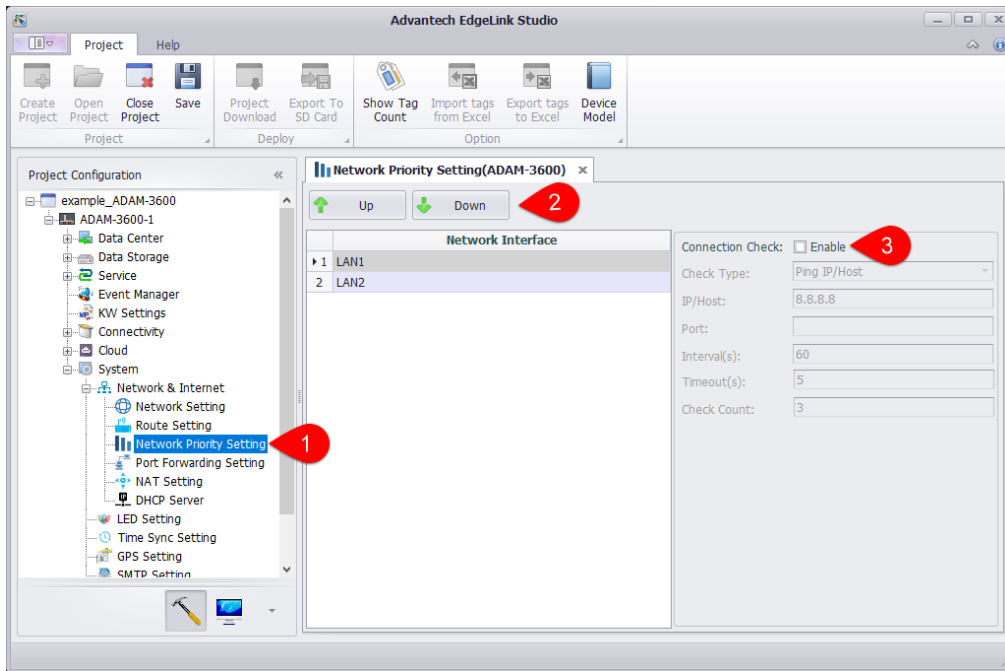 Advantech EdgeLink Studio
Project Help
Create Project
Open Project
Close Project
Save
Project Download
Export To SD Card
Show Tag Count
Import tags from Excel
Export tags to Excel
Device Model
Project
Deploy
Option
Project Configuration
example_ADAM-3600
ADAM-3600-1
Data Center
Data Storage
Service
Event Manager
KW Settings
Connectivity
Cloud
System
Network & Internet
Network Setting
Route Setting
Network Priority Setting
1
Port Forwarding Setting
NAT Setting
DHCP Server
LED Setting
Time Sync Setting
GPS Setting
SMTP Setting
Network Priority Setting(ADAM-3600)
Up Down 2
Network Interface
1 LAN1
2 LAN2
Connection Check: Enable 3
Check Type: Ping IP/Host
IP/Host: 8.8.8.8
Port:
Interval(s): 60
Timeout(s): 5
Check Count: 3